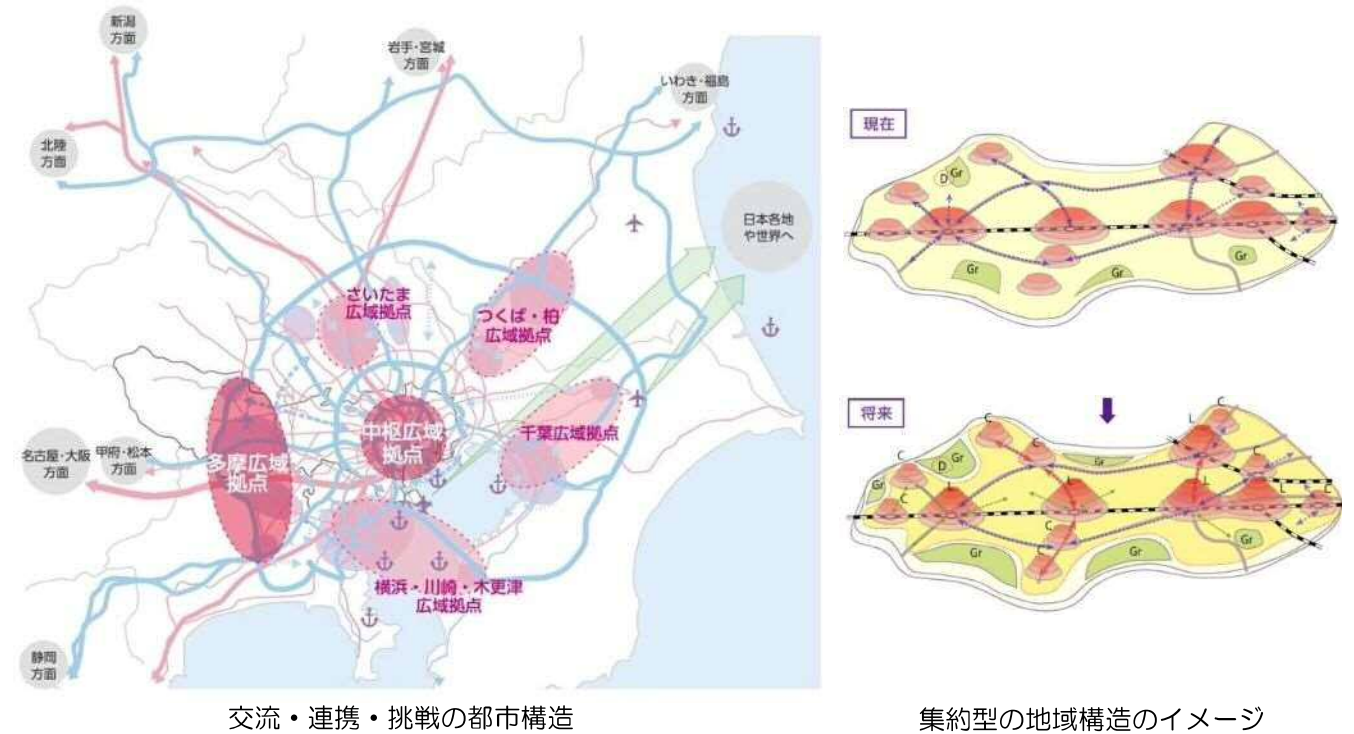 新潟
方面
岩手・宮城
方面
いわき・福島
方面
北陸
方面
日本各地
や世界へ
さいたま
広域拠点
つくば・柏
広域拠点
中枢広域
拠点
千葉広域拠点
名古屋・大阪
方面
甲府・松本
方面
多摩広域
拠点
横浜・川崎・木更津
広域拠点
静岡
方面
交流・連携・挑戦の都市構造
現在
D
Gr
Gr
Gr
Gr
将来
C
C
L
C
C
D
Gr
Gr
Gr
C
C
L
L
L
L
C
C
Gr
C
Gr
Gr
集約型の地域構造のイメージ